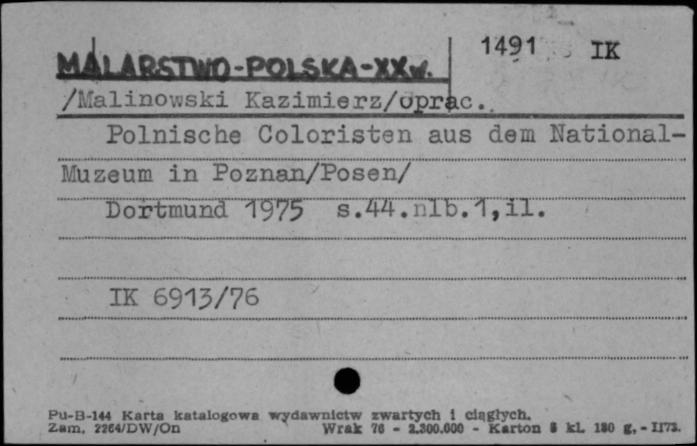 1491 IK
MALARSTWO-POLSKA-XXw.
/Malinowski Kazimierz/oprac.
Polnische Coloristen aus dem National-
Muzeum in Poznan/Posen/
Dortmund 1975 s.44.nlb.1,il.
IK 6913/76
Pu-B-144 Karta katalogowa wydawnictw zwartych i ciągłych.
Zam. 2264/DW/On Wrak 76 - 2.300.000 - Karton 8 kl. 180 g. - 1173.